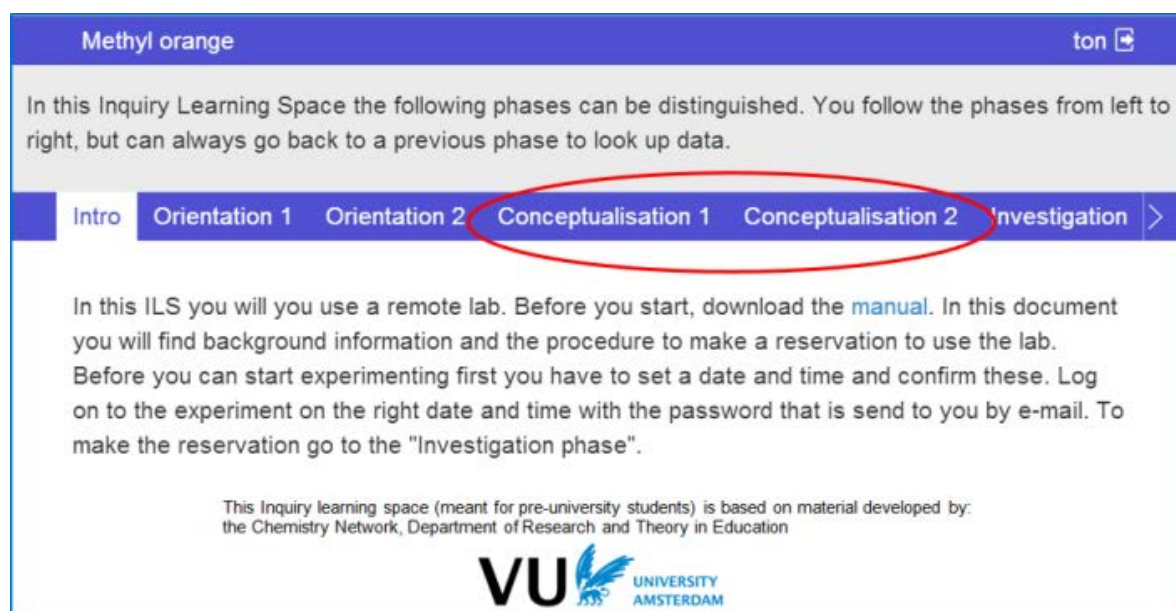 Methyl orange
ton
In this Inquiry Learning Space the following phases can be distinguished. You follow the phases from left to
right, but can always go back to a previous phase to look up data.
Intro Orientation 1 Orientation 2 Conceptualisation 1 Conceptualisation 2 Investigation >
In this ILS you will you use a remote lab. Before you start, download the manual. In this document
you will find background information and the procedure to make a reservation to use the lab.
Before you can start experimenting first you have to set a date and time and confirm these. Log
on to the experiment on the right date and time with the password that is send to you by e-mail. To
make the reservation go to the "Investigation phase".
This Inquiry learning space (meant for pre-university students) is based on material developed by:
the Chemistry Network, Department of Research and Theory in Education
VU UNIVERSITY
AMSTERDAM